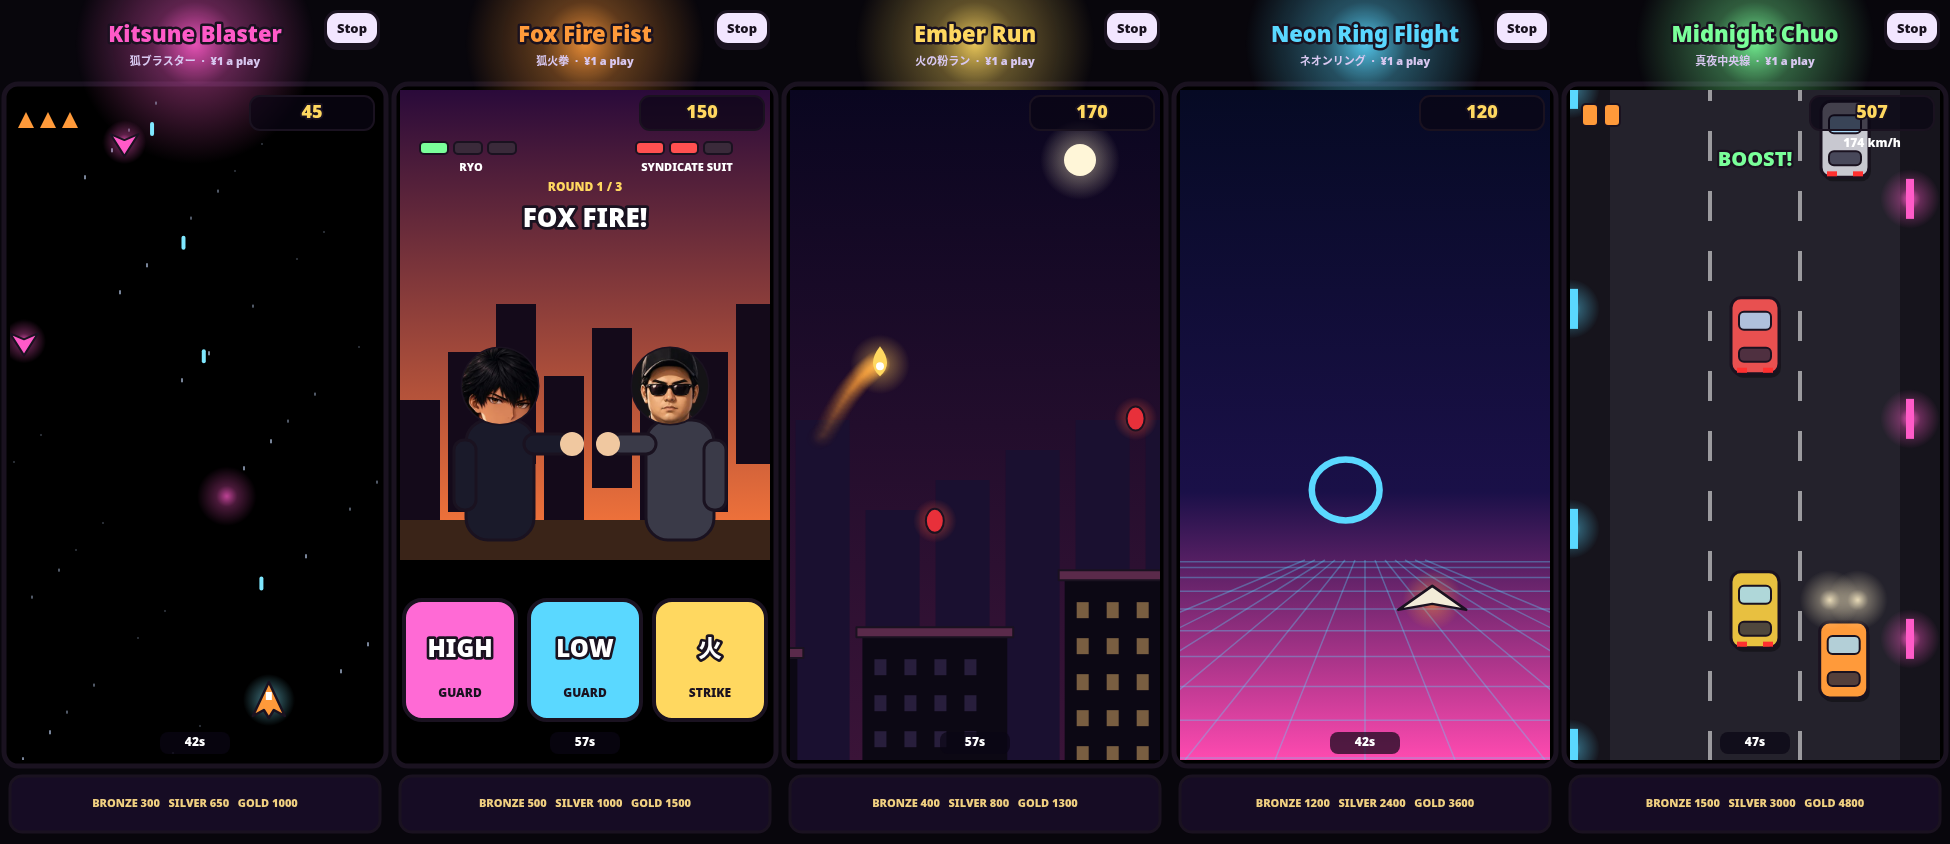 Kitsune Blaster
狐ブラスター · ¥1 a play
Stop
45
42s
BRONZE 300 SILVER 650 GOLD 1000
Fox Fire Fist
狐火拳 · ¥1 a play
Stop
150
RYO
SYNDICATE SUIT
ROUND 1 / 3
FOX FIRE!
HIGH
GUARD
LOW
GUARD
火
STRIKE
57s
BRONZE 500 SILVER 1000 GOLD 1500
Ember Run
火の粉ラン · ¥1 a play
Stop
170
57s
BRONZE 400 SILVER 800 GOLD 1300
Neon Ring Flight
ネオンリング · ¥1 a play
Stop
120
42s
BRONZE 1200 SILVER 2400 GOLD 3600
Midnight Chuo
真夜中央線 · ¥1 a play
Stop
507
174 km/h
BOOST!
47s
BRONZE 1500 SILVER 3000 GOLD 4800